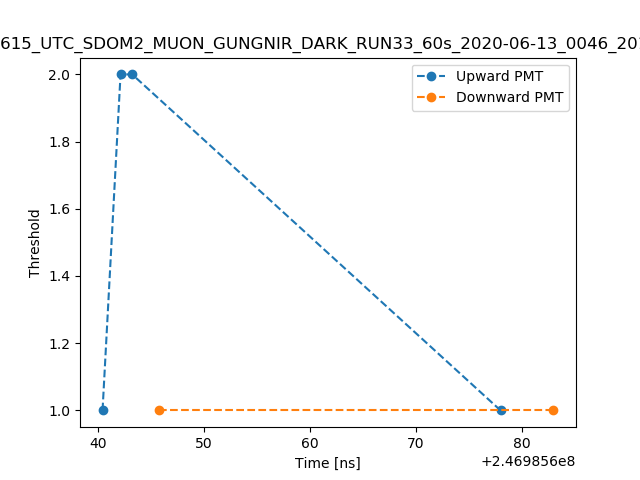 615_UTC_SDOM2_MUON_GUNGNIR_DARK_RUN33_60s_2020-06-13_0046_20
Upward PMT
Downward PMT
2.0
1.8
1.6
1.4
1.2
1.0
Threshold
40 50 60 70 80
Time [ns]
+2.469856e8